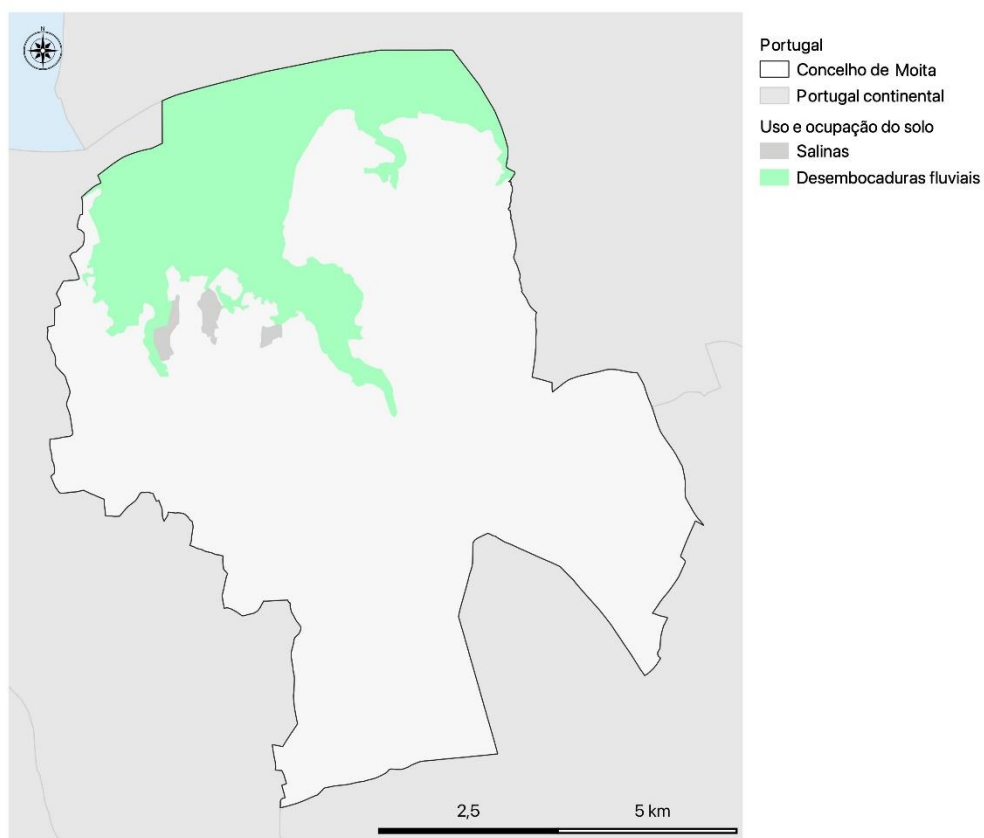 N
Portugal
Concelho de Moita
Portugal continental
Uso e ocupação do solo
Salinas
Desembocaduras fluviais
2,5 5 km